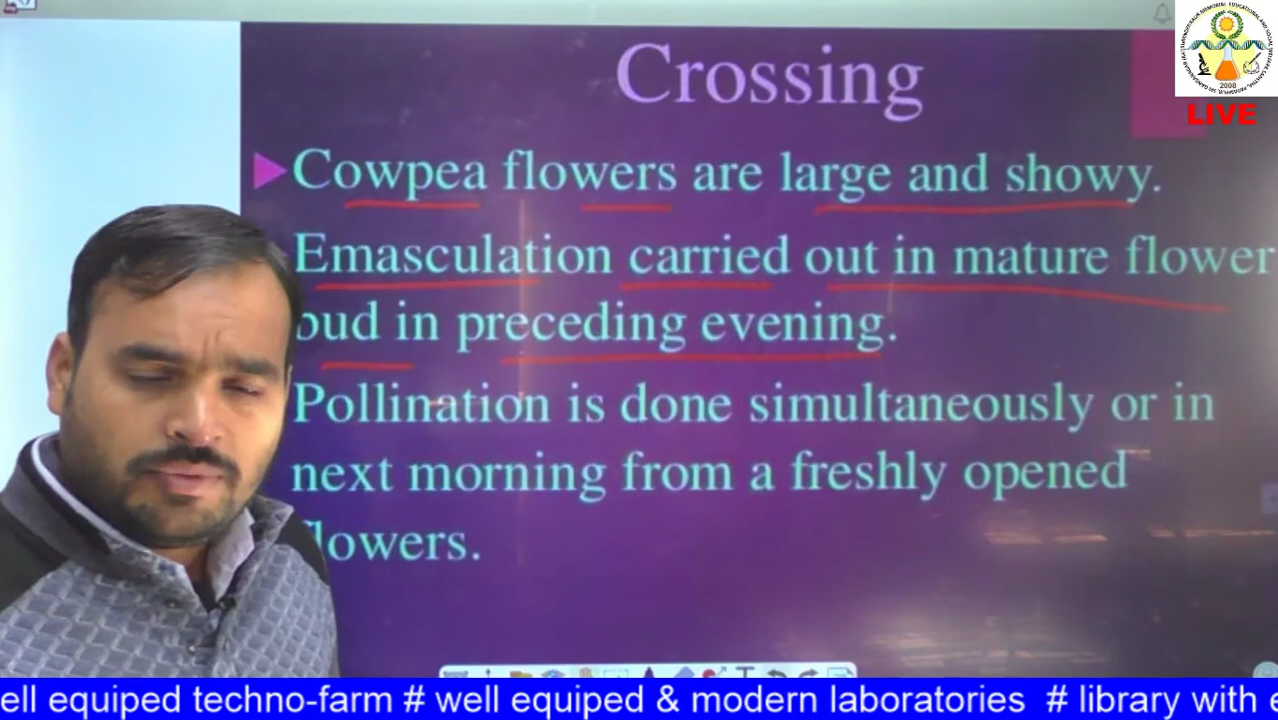 Crossing
Cowpea flowers are large and showy.
Emasculation carried out in mature flower
bud in preceding evening.
Pollination is done simultaneously or in
next morning from a freshly opened
flowers.
2008
LIVE
ell equiped techno-farm # well equiped & modern laboratories # library with e